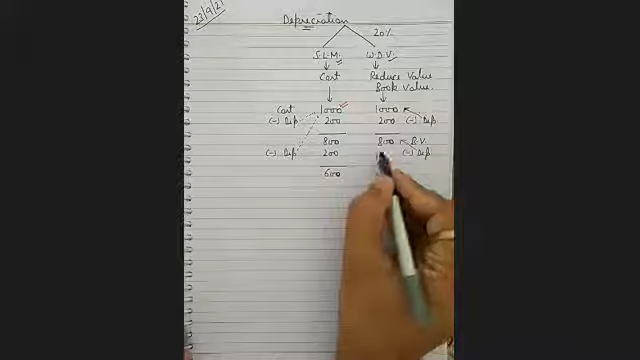 23/9/21
Depreciation
20%
S.L.M. W.D.V.
Cost Reduce Value
Book Value.
Cost 1000 1000
(-) Dep 200 200 (-) Dep.
800 800 B.V.
(-) Dep 200 (-) Dep.
600